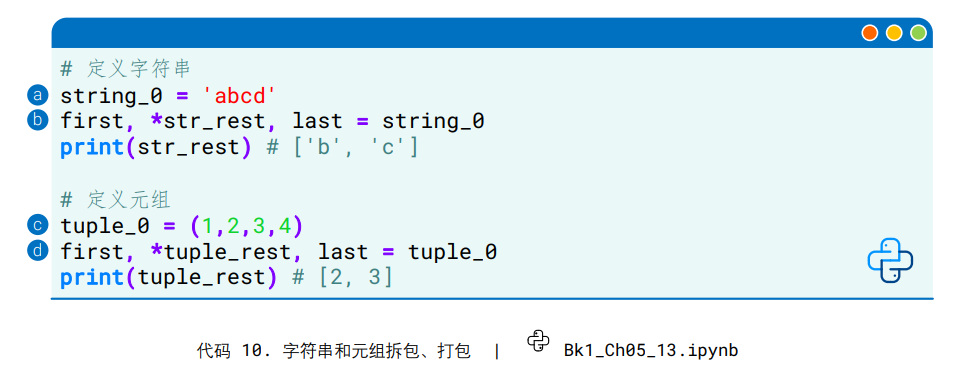 # 定义字符串
a string_0 = 'abcd'
b first, *str_rest, last = string_0
print(str_rest) # ['b', 'c']
# 定义元组
c tuple_0 = (1,2,3,4)
d first, *tuple_rest, last = tuple_0
print(tuple_rest) # [2, 3]
代码 10. 字符串和元组拆包、打包 | Bk1_Ch05_13.ipynb